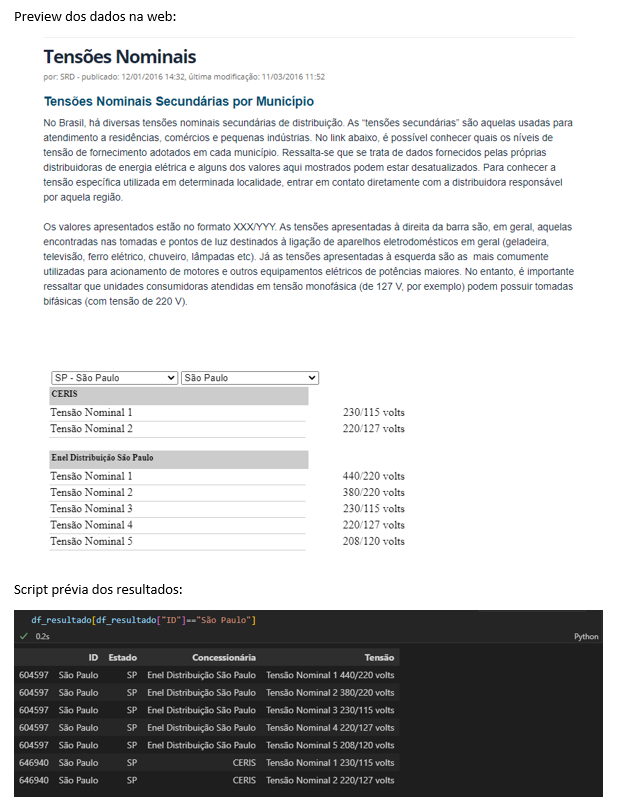 Preview dos dados na web:
Tensões Nominais
por: SRD - publicado: 12/01/2016 14:32, última modificação: 11/03/2016 11:52
Tensões Nominais Secundárias por Município
No Brasil, há diversas tensões nominais secundárias de distribuição. As “tensões secundárias” são aquelas usadas para
atendimento a residências, comércios e pequenas indústrias. No link abaixo, é possível conhecer quais os níveis de
tensão de fornecimento adotados em cada município. Ressalta-se que se trata de dados fornecidos pelas próprias
distribuidoras de energia elétrica e alguns dos valores aqui mostrados podem estar desatualizados. Para conhecer a
tensão específica utilizada em determinada localidade, entrar em contato diretamente com a distribuidora responsável
por aquela região.
Os valores apresentados estão no formato XXX/YYY. As tensões apresentadas à direita da barra são, em geral, aquelas
encontradas nas tomadas e pontos de luz destinados à ligação de aparelhos eletrodomésticos em geral (geladeira,
televisão, ferro elétrico, chuveiro, lâmpadas etc). Já as tensões apresentadas à esquerda são as mais comumente
utilizadas para acionamento de motores e outros equipamentos elétricos de potências maiores. No entanto, é importante
ressaltar que unidades consumidoras atendidas em tensão monofásica (de 127 V, por exemplo) podem possuir tomadas
bifásicas (com tensão de 220 V).
SP - São Paulo São Paulo
CERIS
Tensão Nominal 1 230/115 volts
Tensão Nominal 2 220/127 volts
Enel Distribuição São Paulo
Tensão Nominal 1 440/220 volts
Tensão Nominal 2 380/220 volts
Tensão Nominal 3 230/115 volts
Tensão Nominal 4 220/127 volts
Tensão Nominal 5 208/120 volts
Script prévia dos resultados:
df_resultado[df_resultado["ID"]=="São Paulo"]
0.2s Python
ID Estado Concessionária Tensão
604597 São Paulo SP Enel Distribuição São Paulo Tensão Nominal 1 440/220 volts
604597 São Paulo SP Enel Distribuição São Paulo Tensão Nominal 2 380/220 volts
604597 São Paulo SP Enel Distribuição São Paulo Tensão Nominal 3 230/115 volts
604597 São Paulo SP Enel Distribuição São Paulo Tensão Nominal 4 220/127 volts
604597 São Paulo SP Enel Distribuição São Paulo Tensão Nominal 5 208/120 volts
646940 São Paulo SP CERIS Tensão Nominal 1 230/115 volts
646940 São Paulo SP CERIS Tensão Nominal 2 220/127 volts